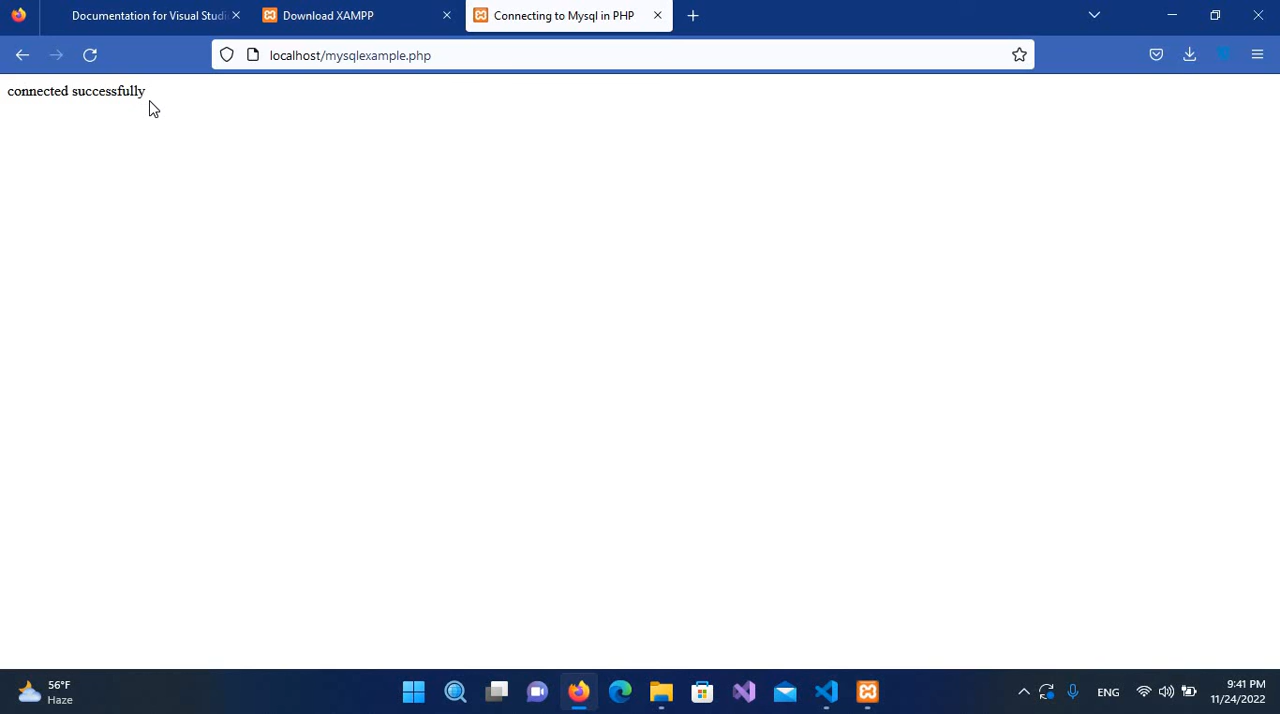 Documentation for Visual Studi
Download XAMPP
Connecting to Mysql in PHP
localhost/mysqlexample.php
connected successfully
56°F
Haze
ENG
9:41 PM
11/24/2022